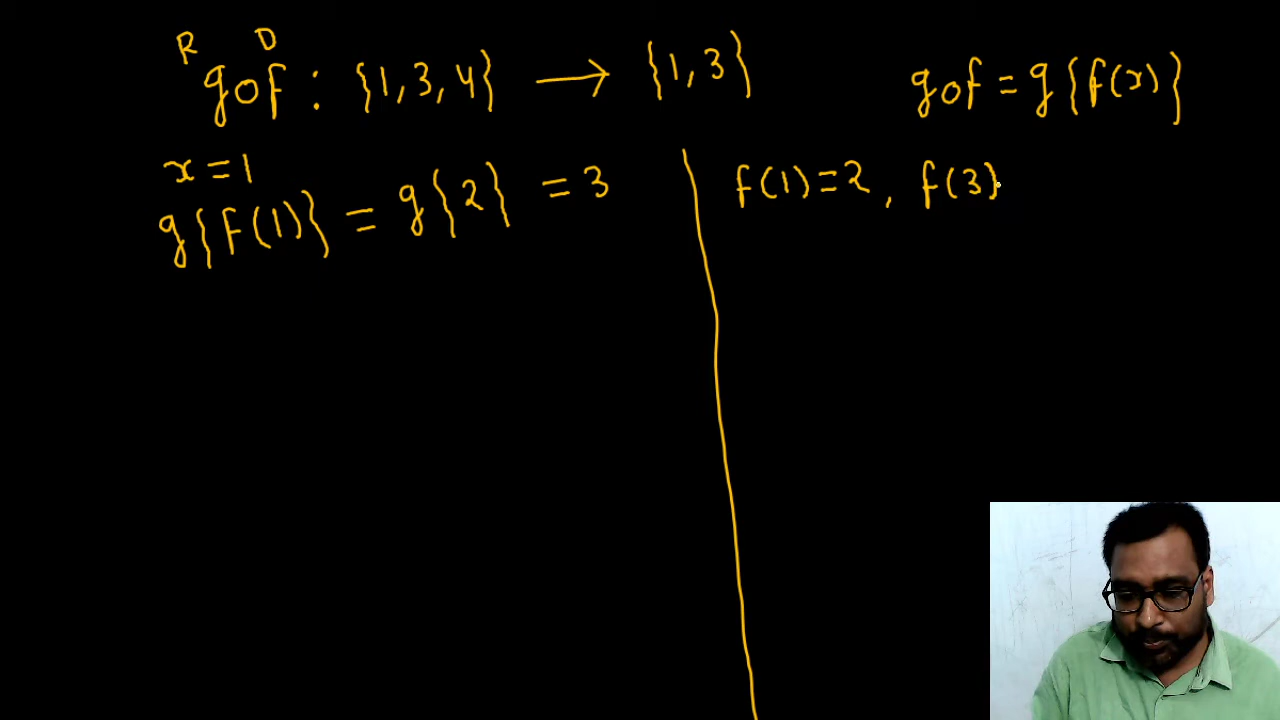 R D
gof : {1, 3, 4} ⟶ {1, 3}
gof = g{f(x)}
x = 1
g{f(1)} = g{2} = 3
f(1) = 2 , f(3)